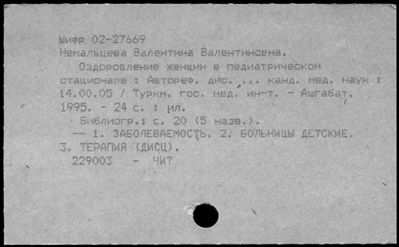 Шифр 02-27669
Немальцева Валентина Валентиновна.
Оздоровление женщин в педиатрическом
стационаре : Автореф. дис. ... канд. мед. наук :
14.00.05 / Туркм. гос. мед. ин-т. - Ашгабат.
1995. - 24 с. : ил.
Библиогр.: с. 20 (5 назв.).
-- 1. ЗАБОЛЕВАЕМОСТЬ. 2. БОЛЬНИЦЫ ДЕТСКИЕ.
3. ТЕРАПИЯ (ДИСЦ).
229003 - ЧИТ